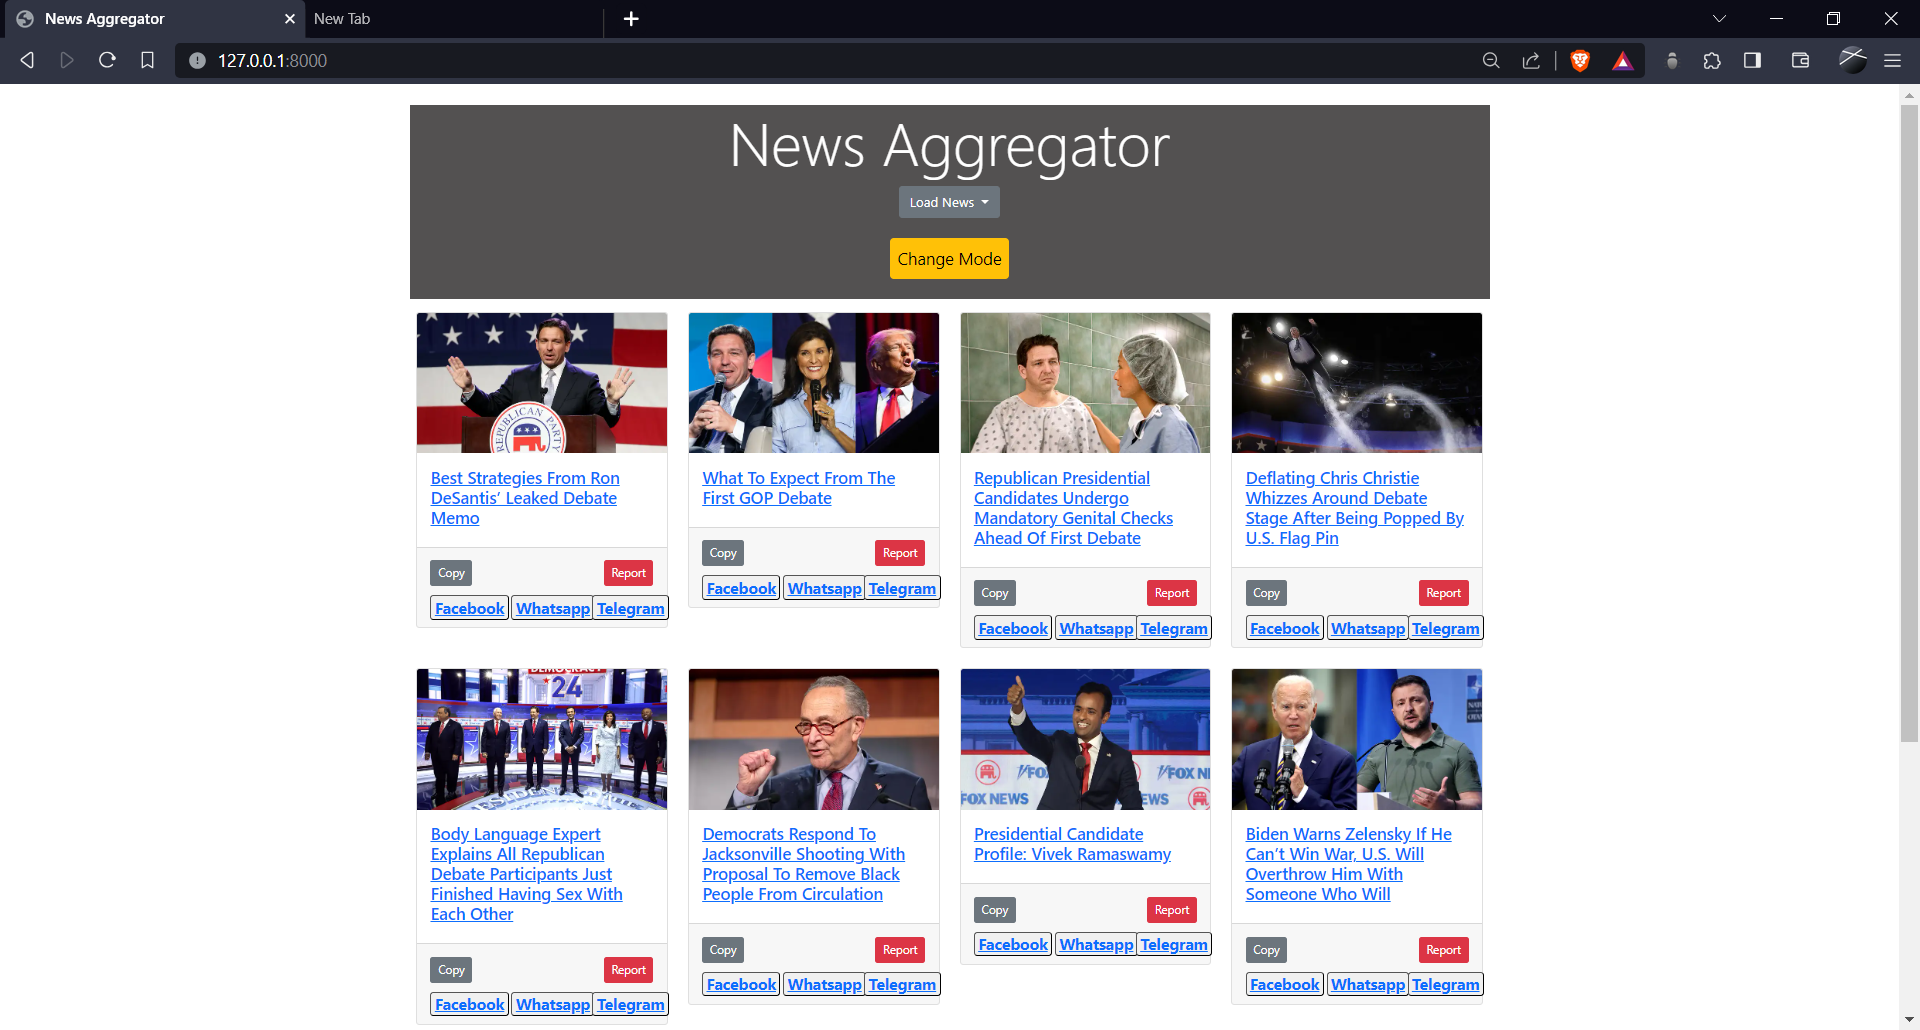 News Aggregator
New Tab
127.0.0.1:8000
News Aggregator
Load News
Change Mode
REPUBLICAN PARTY
Best Strategies From Ron
DeSantis’ Leaked Debate
Memo
Copy
Report
Facebook Whatsapp Telegram
What To Expect From The
First GOP Debate
Copy
Report
Facebook Whatsapp Telegram
Republican Presidential
Candidates Undergo
Mandatory Genital Checks
Ahead Of First Debate
Copy
Report
Facebook Whatsapp Telegram
Deflating Chris Christie
Whizzes Around Debate
Stage After Being Popped By
U.S. Flag Pin
Copy
Report
Facebook Whatsapp Telegram
DEMOCRACY
24
Body Language Expert
Explains All Republican
Debate Participants Just
Finished Having Sex With
Each Other
Copy
Report
Facebook Whatsapp Telegram
Democrats Respond To
Jacksonville Shooting With
Proposal To Remove Black
People From Circulation
Copy
Report
Facebook Whatsapp Telegram
FOX NEWS
Presidential Candidate
Profile: Vivek Ramaswamy
Copy
Report
Facebook Whatsapp Telegram
Biden Warns Zelensky If He
Can’t Win War, U.S. Will
Overthrow Him With
Someone Who Will
Copy
Report
Facebook Whatsapp Telegram